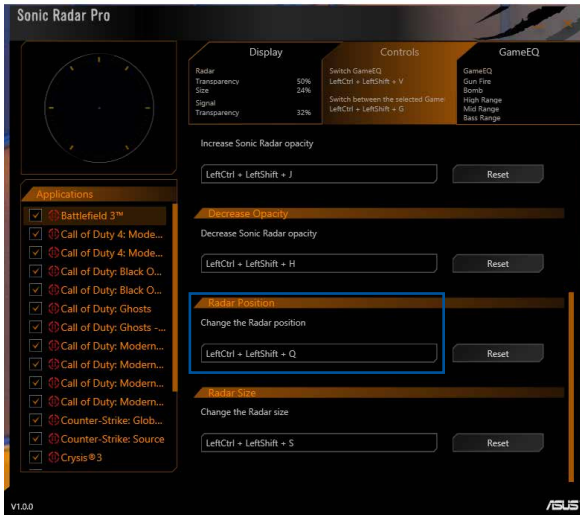 Sonic Radar Pro
Display
Radar
Transparency 50%
Size 24%
Signal
Transparency 32%
Controls
Switch GameEQ
LeftCtrl + LeftShift + V
Switch between the selected Game
LeftCtrl + LeftShift + G
GameEQ
GameEQ
Gun Fire
Bomb
High Range
Mid Range
Bass Range
Applications
Battlefield 3™
Call of Duty 4: Mode...
Call of Duty 4: Mode...
Call of Duty: Black O...
Call of Duty: Black O...
Call of Duty: Ghosts
Call of Duty: Ghosts -...
Call of Duty: Modern...
Call of Duty: Modern...
Call of Duty: Modern...
Call of Duty: Modern...
Counter-Strike: Glob...
Counter-Strike: Source
Crysis®3
Increase Sonic Radar opacity
LeftCtrl + LeftShift + J Reset
Decrease Opacity
Decrease Sonic Radar opacity
LeftCtrl + LeftShift + H Reset
Radar Position
Change the Radar position
LeftCtrl + LeftShift + Q Reset
Radar Size
Change the Radar size
LeftCtrl + LeftShift + S Reset
V1.0.0
ASUS